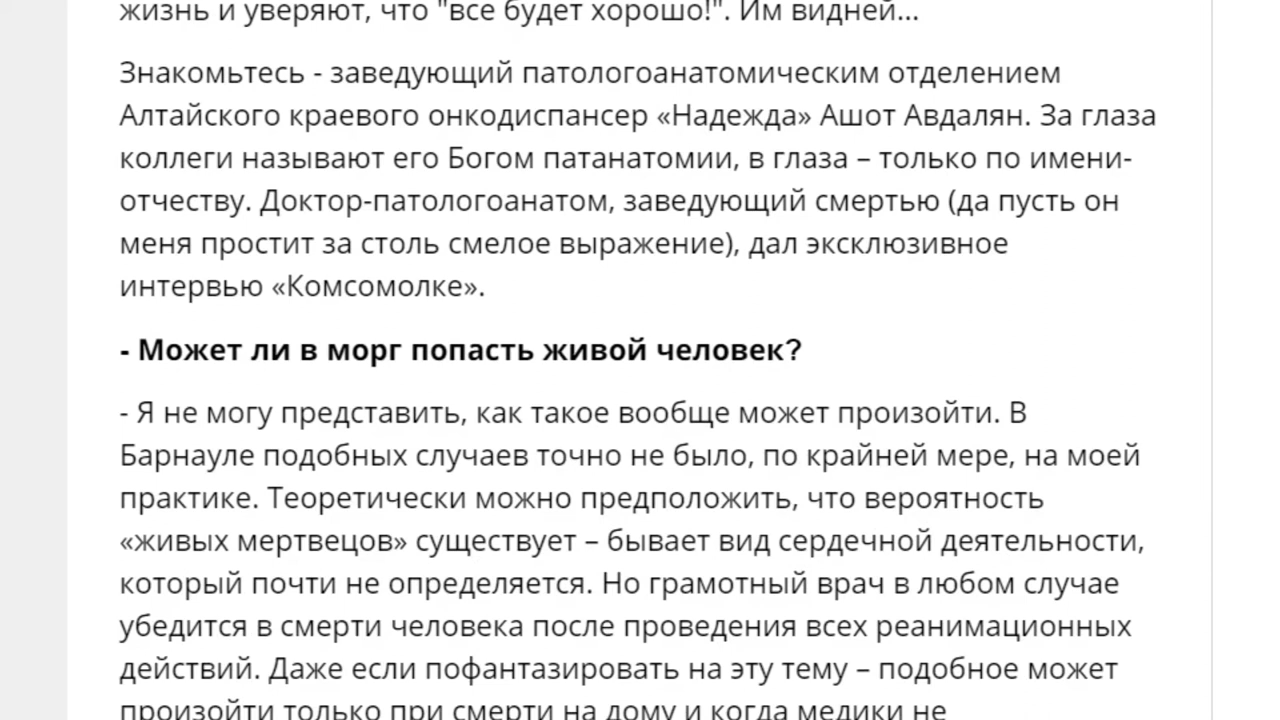 жизнь и уверяют, что "все будет хорошо!". Им видней...
Знакомьтесь - заведующий патологоанатомическим отделением
Алтайского краевого онкодиспансер «Надежда» Ашот Авдалян. За глаза
коллеги называют его Богом патанатомии, в глаза – только по имени-
отчеству. Доктор-патологоанатом, заведующий смертью (да пусть он
меня простит за столь смелое выражение), дал эксклюзивное
интервью «Комсомолке».
- Может ли в морг попасть живой человек?
- Я не могу представить, как такое вообще может произойти. В
Барнауле подобных случаев точно не было, по крайней мере, на моей
практике. Теоретически можно предположить, что вероятность
«живых мертвецов» существует – бывает вид сердечной деятельности,
который почти не определяется. Но грамотный врач в любом случае
убедится в смерти человека после проведения всех реанимационных
действий. Даже если пофантазировать на эту тему – подобное может
произойти только при смерти на дому и когда медики не